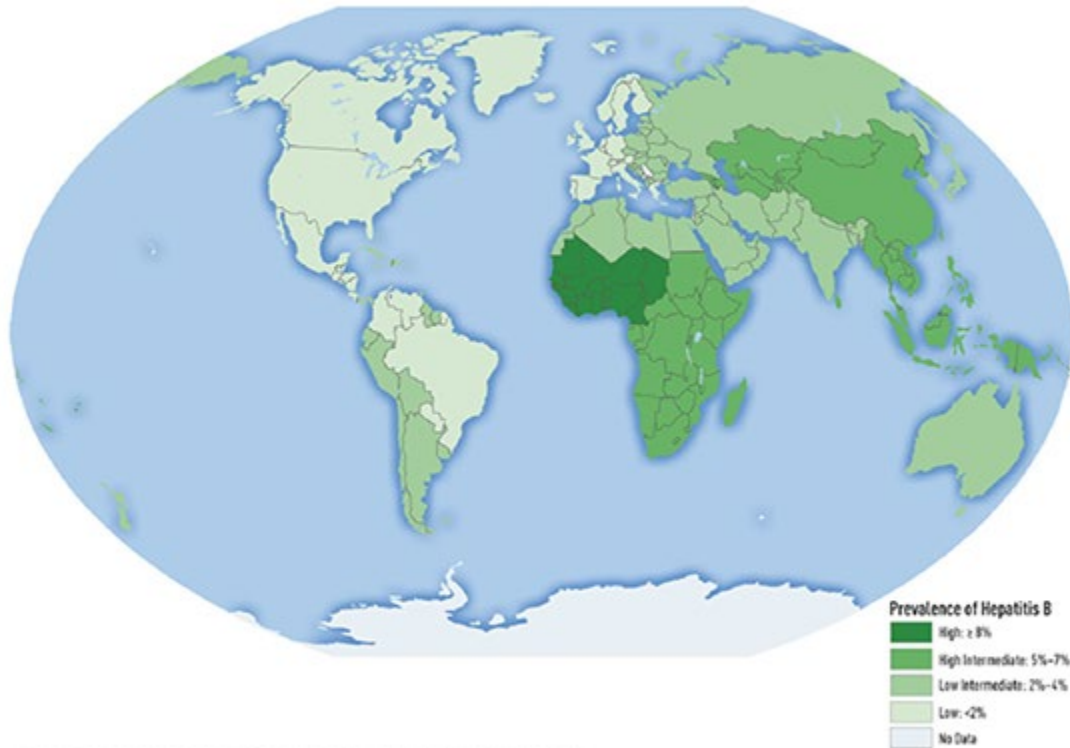 Prevalence of Hepatitis B
High: ≥ 8%
High Intermediate: 5%-7%
Low Intermediate: 2%-4%
Low: <2%
No Data